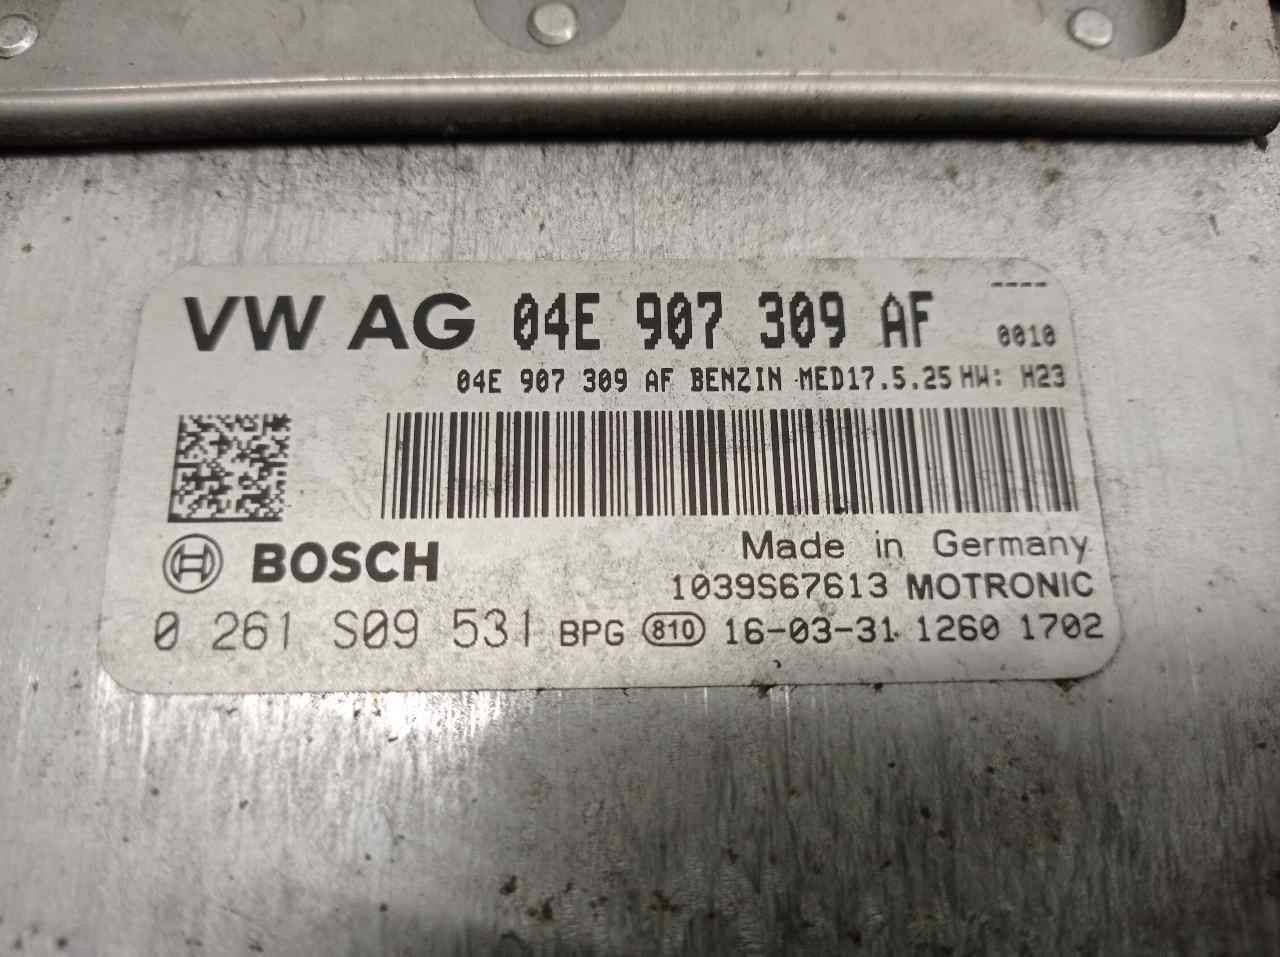 VW AG 04E 907 309 AF ----
0010
04E 907 309 AF BENZIN MED17.5.25 HW: H23
BOSCH
Made in Germany
1039S67613 MOTRONIC
0 261 S09 531 BPG 810 16-03-31 1260 1702